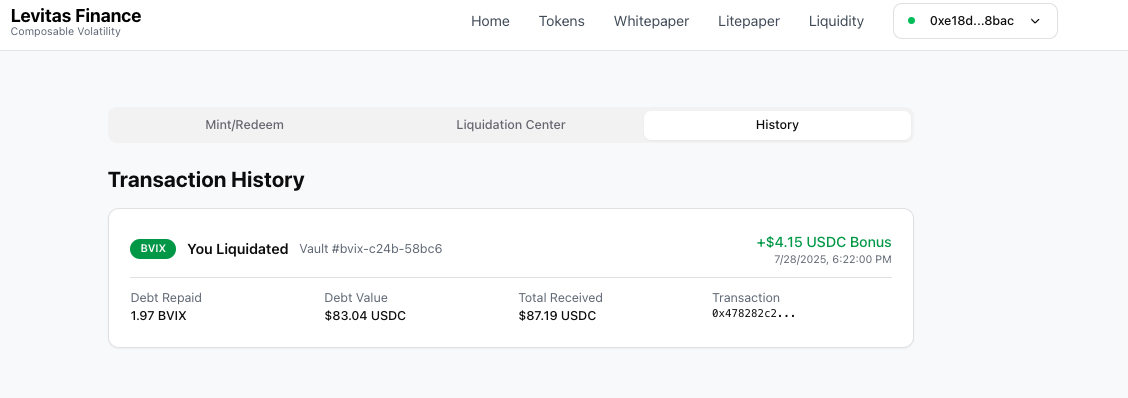 Levitas Finance
Composable Volatility
Home Tokens Whitepaper Litepaper Liquidity 0xe18d...8bac
Mint/Redeem Liquidation Center History
Transaction History
BVIX You Liquidated Vault #bvix-c24b-58bc6 +$4.15 USDC Bonus
7/28/2025, 6:22:00 PM
Debt Repaid Debt Value Total Received Transaction
1.97 BVIX $83.04 USDC $87.19 USDC 0x478282c2...